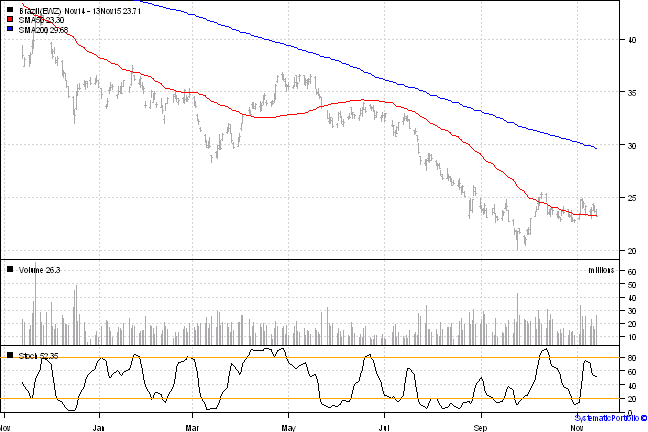 Brazil(EWZ) Nov14 - 13Nov15 23.71
SMA50 23.30
SMA200 29.68
40
35
30
25
20
Volume 26.3
millions
60
50
40
30
20
10
Stoch 52.35
80
60
40
20
0
Nov Jan Mar May Jul Sep Nov
SystematicPortfolio ©